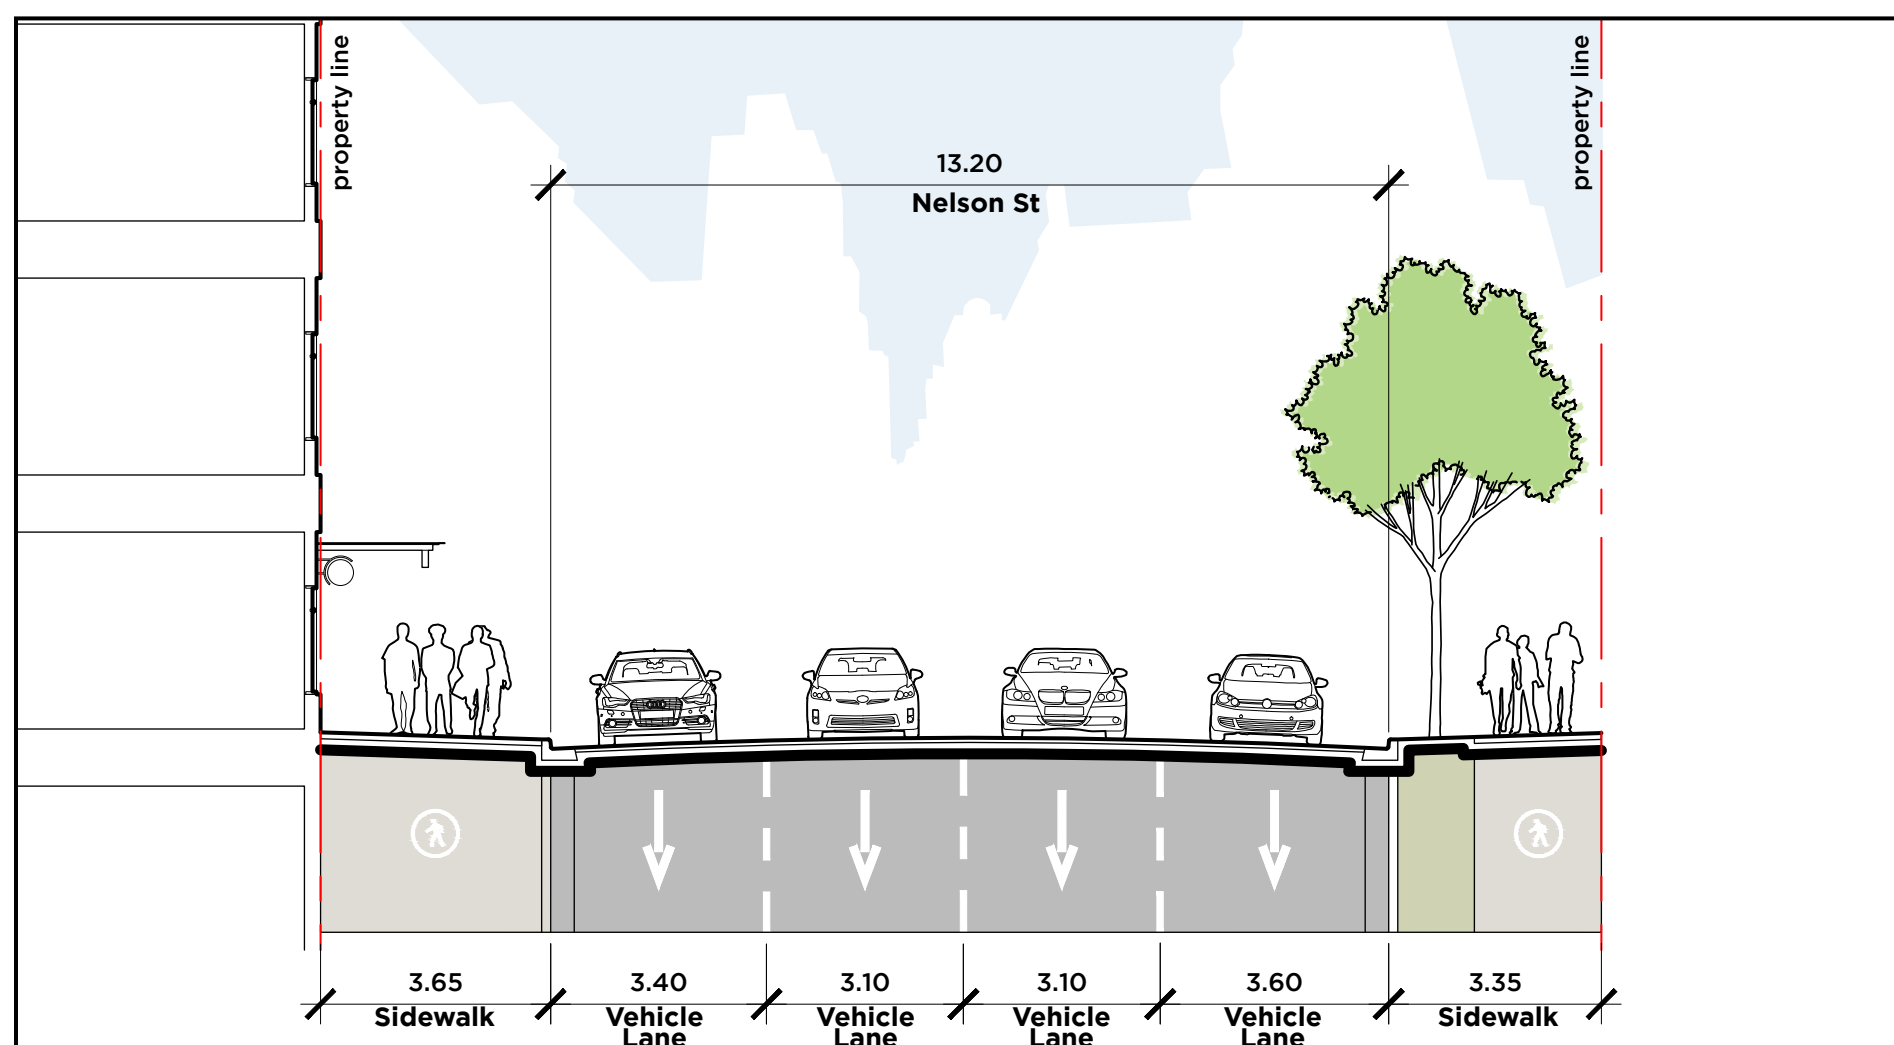 property line
property line
13.20
Nelson St
3.65
Sidewalk
3.40
Vehicle
Lane
3.10
Vehicle
Lane
3.10
Vehicle
Lane
3.60
Vehicle
Lane
3.35
Sidewalk